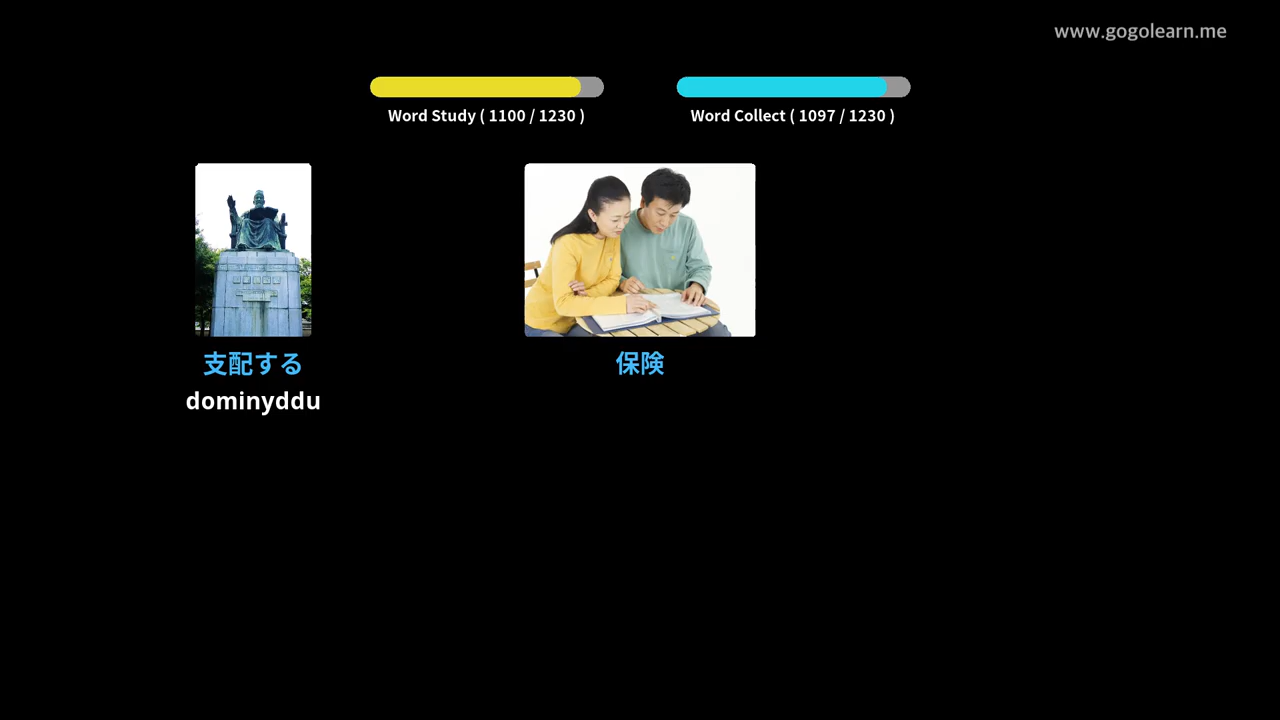 www.gogolearn.me
Word Study ( 1100 / 1230 )
Word Collect ( 1097 / 1230 )
支配する
dominyddu
保険